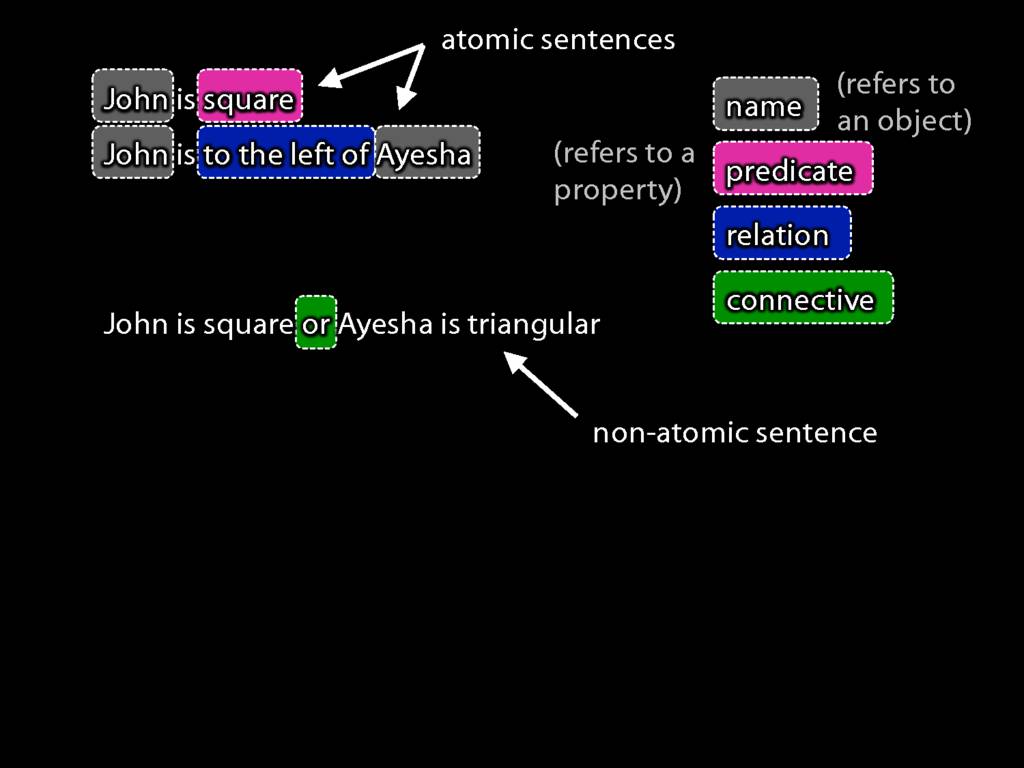 atomic sentences
John is square
John is to the left of Ayesha
name
(refers to
an object)
(refers to a
property)
predicate
relation
connective
John is square or Ayesha is triangular
non-atomic sentence